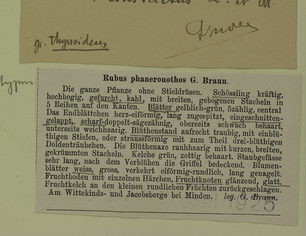 gr. thyrsoideus
typus
Rubus phaneronothos G. Braun.
Die ganze Pflanze ohne Stieldrüsen. Schössling kräftig,
hochbogig, gefurcht, kahl, mit breiten, gebogenen Stacheln in
5 Reihen auf den Kanten. Blätter gelblich-grün, 5zählig, central
Das Endblättchen herz-eiförmig, lang zugespitzt, eingeschnitten-
gelappt, scharf-doppelt-sägezähnig, oberseits schwach behaart,
unterseits weichhaarig. Blüthenstand aufrecht traubig, mit einblü-
thigen Stielen, oder straussförmig mit zum Theil drei-blüthigen
Doldenträubchen. Die Blüthenaxe rauhhaarig mit kurzen, breiten,
gekrümmten Stacheln. Kelche grün, zottig behaart. Staubgefässe
sehr lang, nach dem Verblühen die Griffel bedeckend. Blumen-
blätter weiss, gross, verkehrt eiförmig-rundlich, lang genagelt.
Fruchtboden mit einzelnen Härchen, Fruchtknoten glänzend, glatt.
Fruchtkelch an den kleinen rundlichen Früchten zurückgeschlagen.
Am Wittekinds- und Jacobsberge bei Minden. leg. G. Braun.